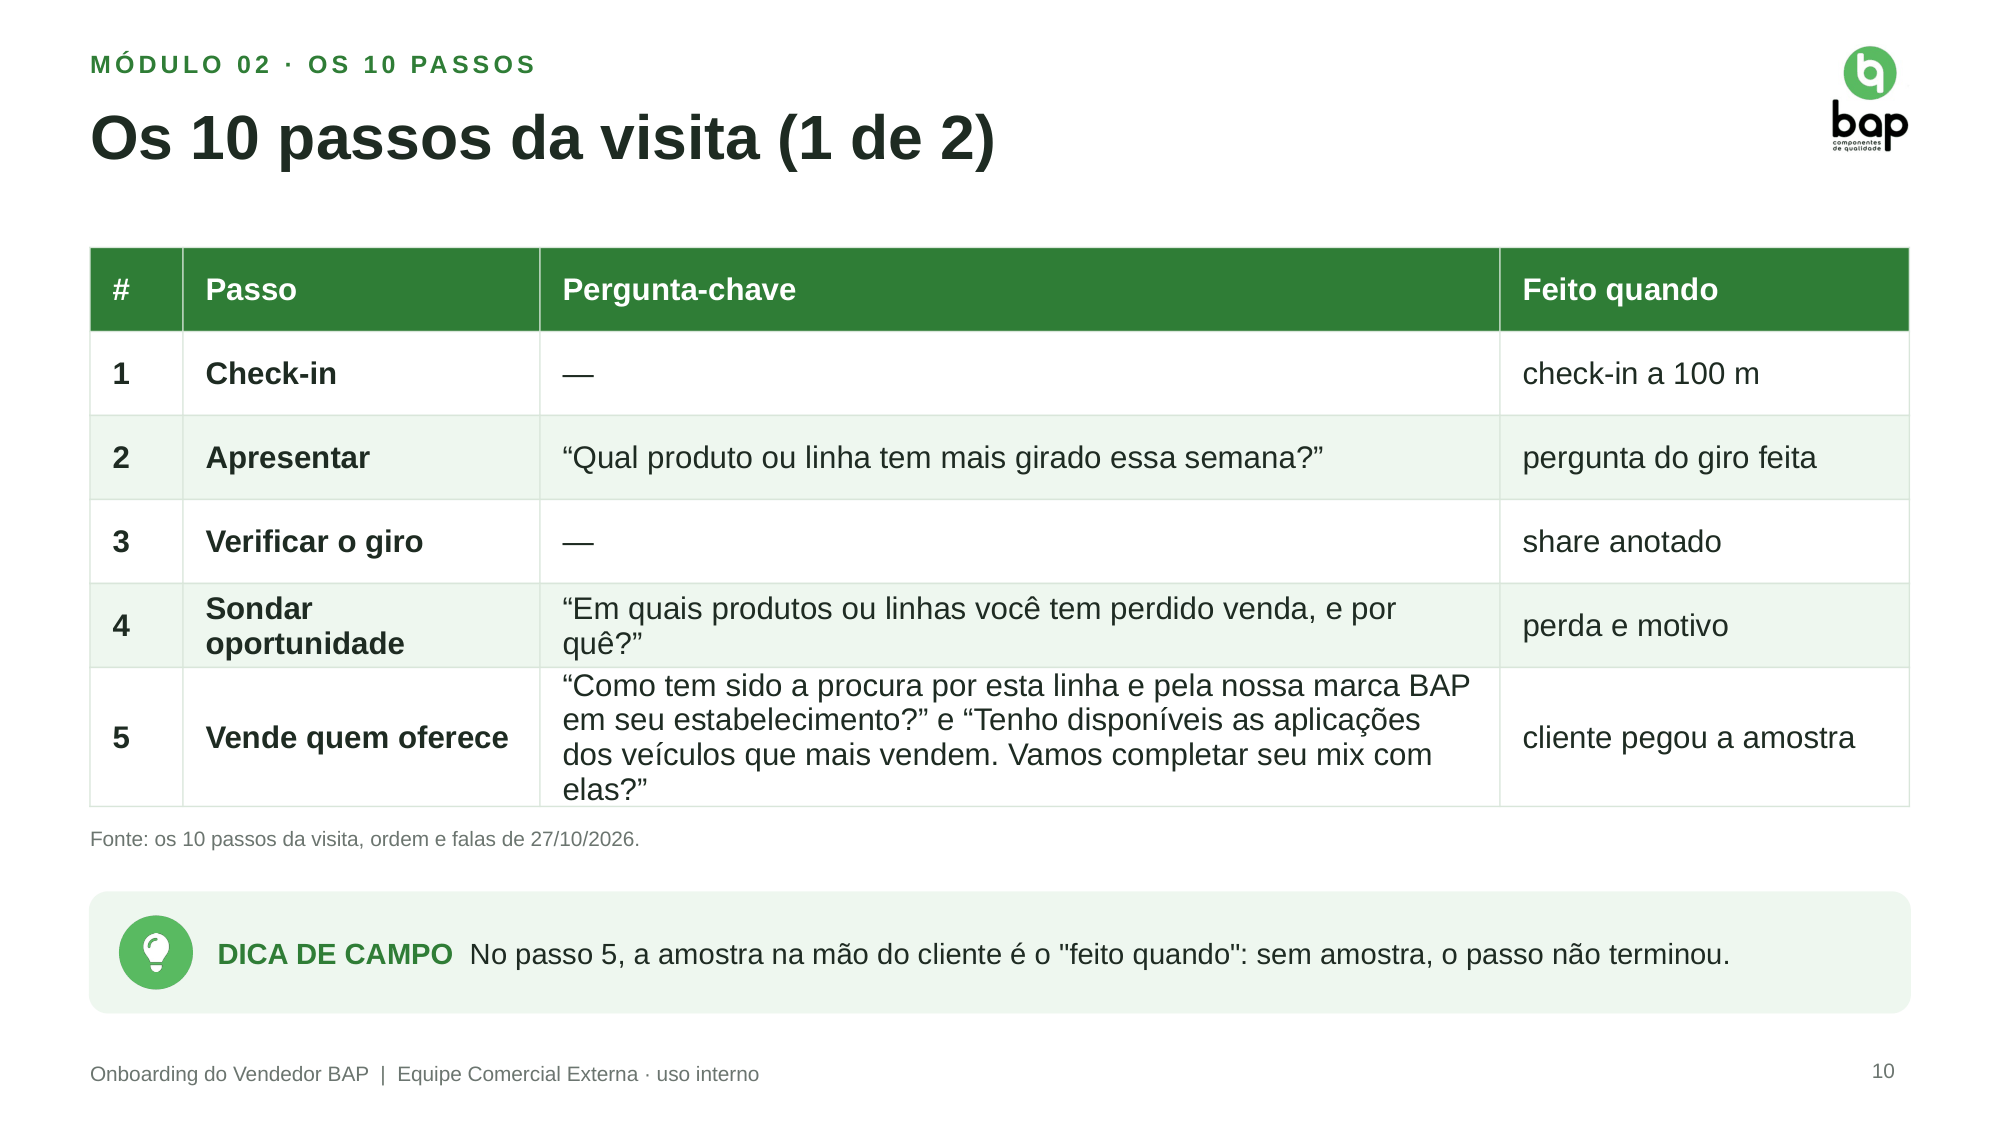 MÓDULO 02 · OS 10 PASSOS
Os 10 passos da visita (1 de 2)
bap
componentes
de qualidade
# Passo Pergunta-chave Feito quando
1 Check-in — check-in a 100 m
2 Apresentar “Qual produto ou linha tem mais girado essa semana?” pergunta do giro feita
3 Verificar o giro — share anotado
4 Sondar oportunidade “Em quais produtos ou linhas você tem perdido venda, e por
quê?” perda e motivo
5 Vende quem oferece “Como tem sido a procura por esta linha e pela nossa marca BAP
em seu estabelecimento?” e “Tenho disponíveis as aplicações
dos veículos que mais vendem. Vamos completar seu mix com
elas?” cliente pegou a amostra
Fonte: os 10 passos da visita, ordem e falas de 27/10/2026.
DICA DE CAMPO No passo 5, a amostra na mão do cliente é o "feito quando": sem amostra, o passo não terminou.
Onboarding do Vendedor BAP | Equipe Comercial Externa · uso interno
10